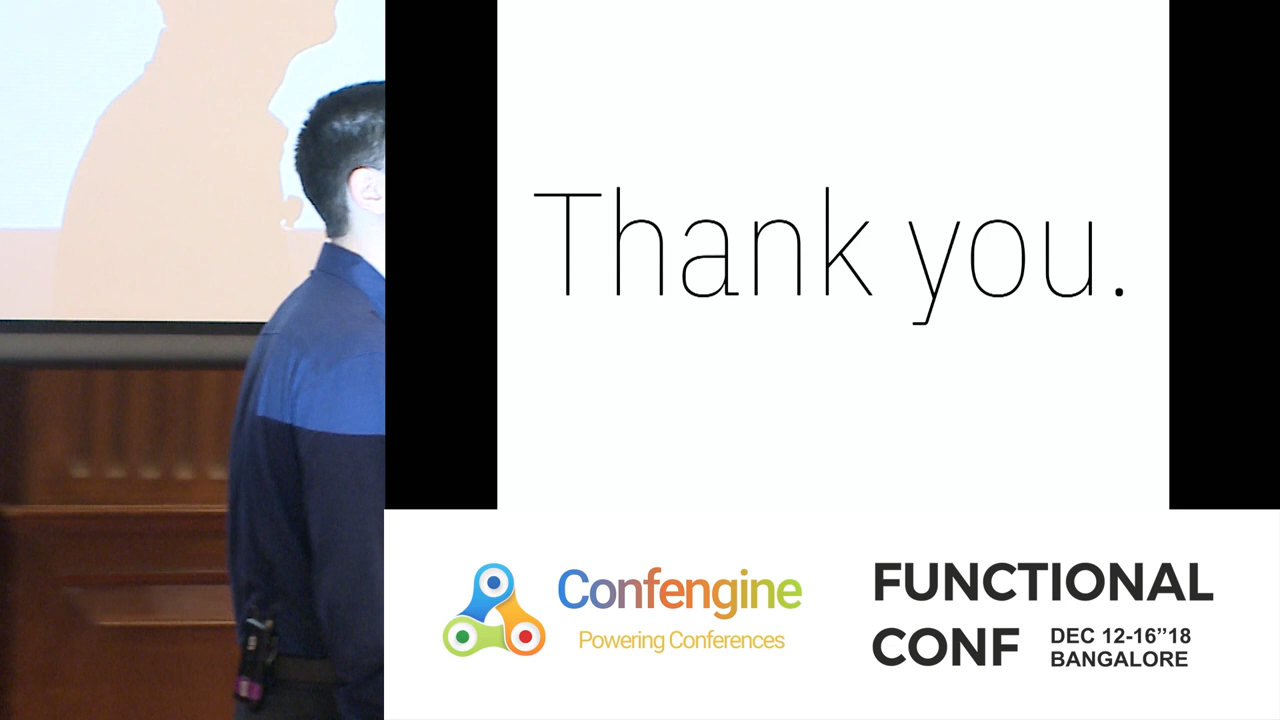 Thank you.
Confengine
Powering Conferences
FUNCTIONAL
CONF
DEC 12-16”18
BANGALORE